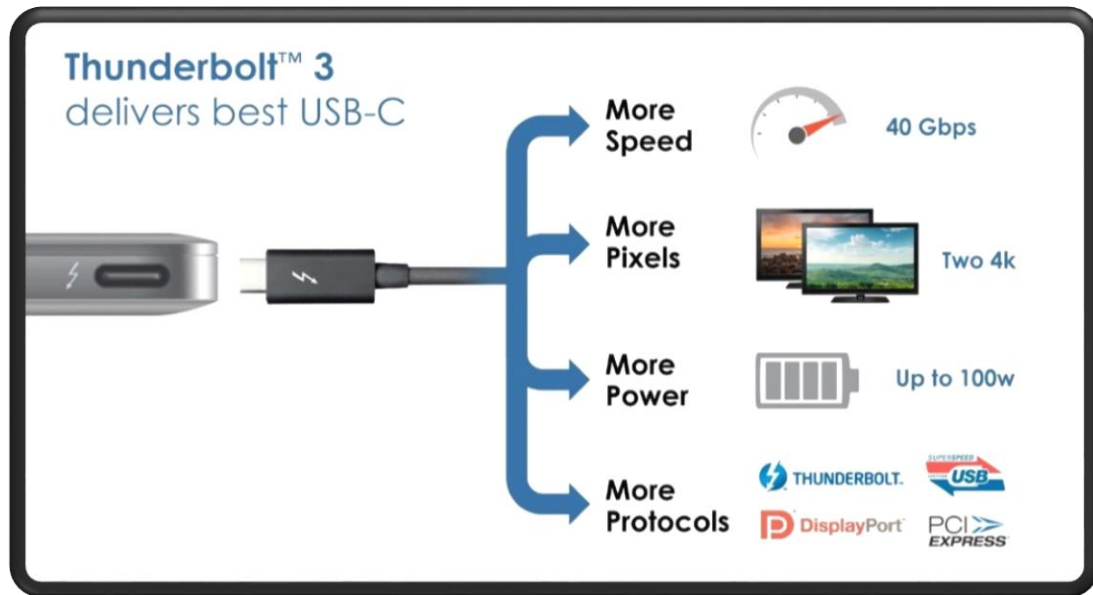 Thunderbolt™ 3
delivers best USB-C
More
Speed
40 Gbps
More
Pixels
Two 4k
More
Power
Up to 100w
More
Protocols
THUNDERBOLT.
SUPERSPEED
USB
DisplayPort
PCI
EXPRESS